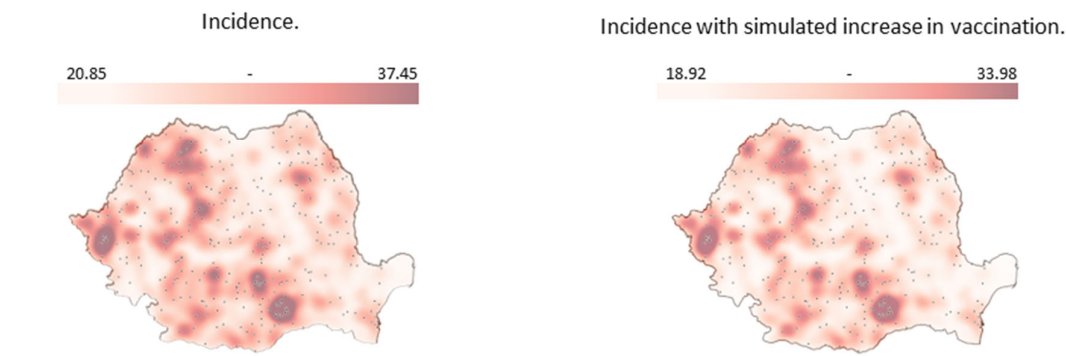 Incidence.
20.85 - 37.45
Incidence with simulated increase in vaccination.
18.92 - 33.98